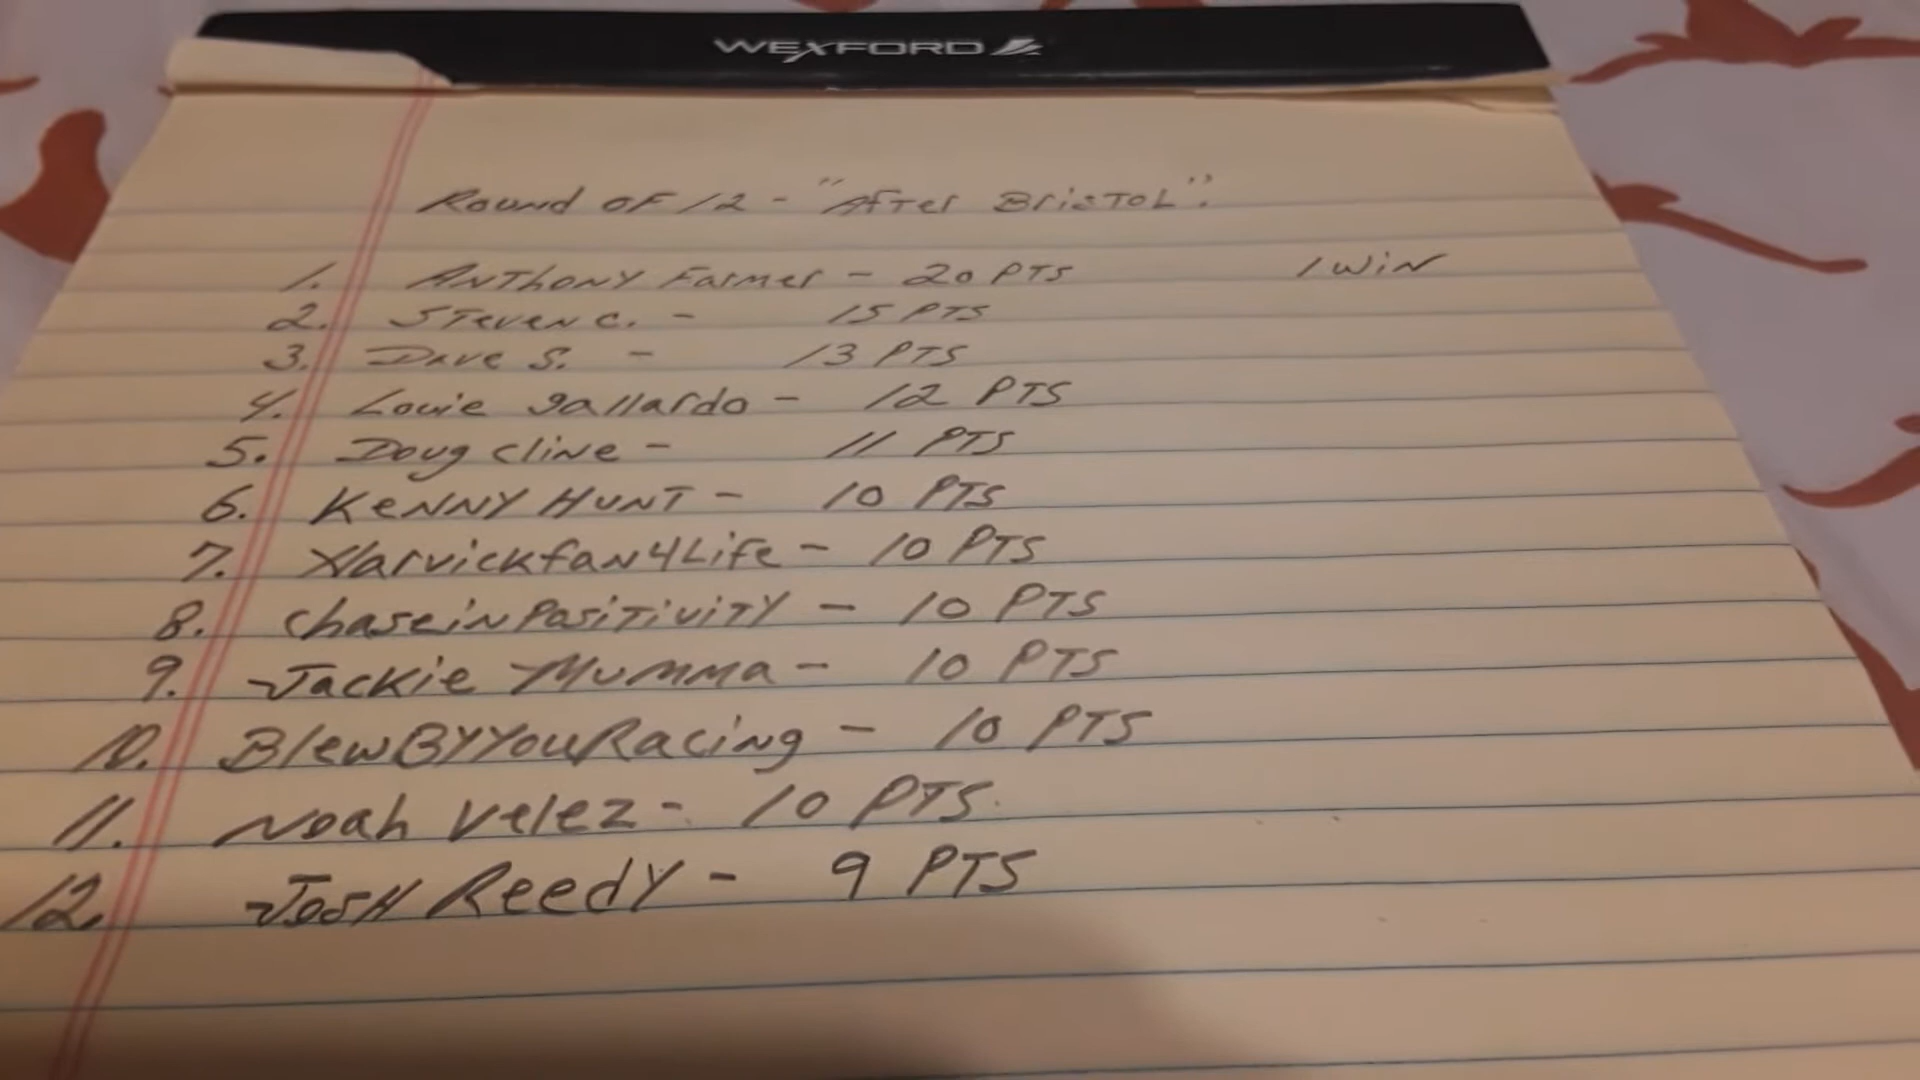 WEXFORD
Round OF 12 - "After BrisTOL":
1. ANThONY Farmer - 20 PTS 1 WiN
2. STeveN C. - 15 PTS
3. Dave S. - 13 PTS
4. Louie gallardo - 12 PTS
5. Doug Cline - 11 PTS
6. KeNNY HuNT - 10 PTS
7. XHarvickfaN4Life - 10 PTS
8. ChaseinPositivity - 10 PTS
9. Jackie Mumma - 10 PTS
10. BlewBYYouRacing - 10 PTS
11. Noah Velez - 10 PTS.
12. JosH ReedY - 9 PTS